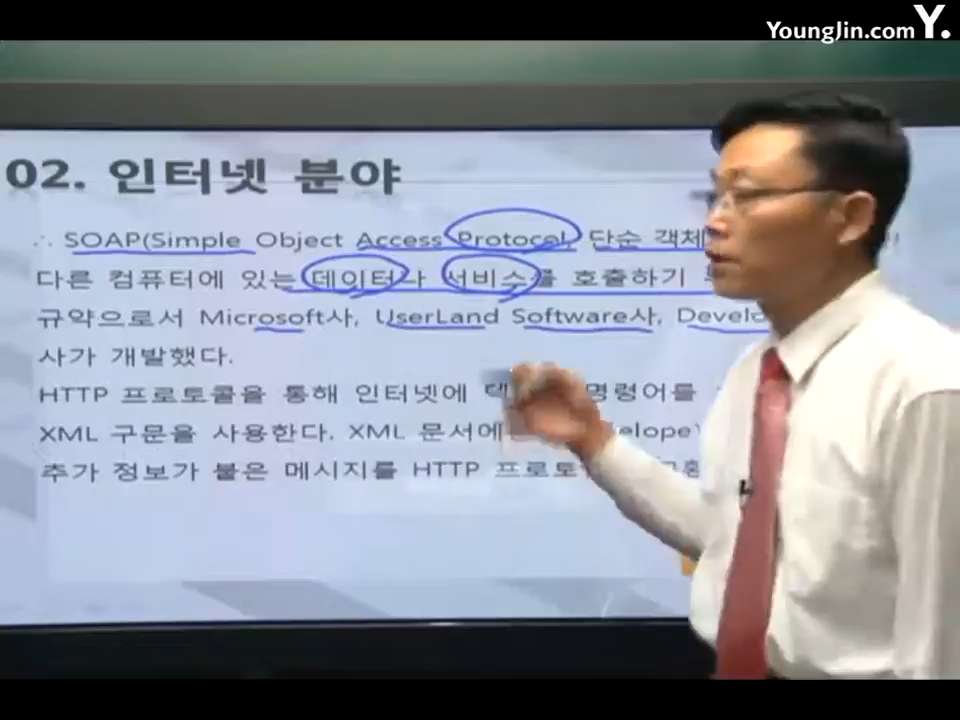 YoungJin.com Y.
02. 인터넷 분야
∴ SOAP(Simple Object Access Protocol, 단순 객체
다른 컴퓨터에 있는 데이터나 서비스를 호출하기
규약으로서 Microsoft사, UserLand Software사, Develo
사가 개발했다.
HTTP 프로토콜을 통해 인터넷에 명령어를
XML 구문을 사용한다. XML 문서에 elope
추가 정보가 붙은 메시지를 HTTP 프로토